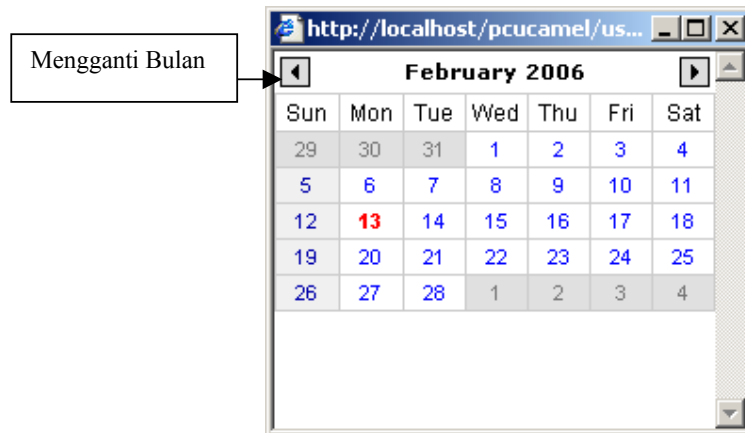 http://localhost/pcucamel/us...
Mengganti Bulan
February 2006
Sun Mon Tue Wed Thu Fri Sat
29 30 31 1 2 3 4
5 6 7 8 9 10 11
12 13 14 15 16 17 18
19 20 21 22 23 24 25
26 27 28 1 2 3 4